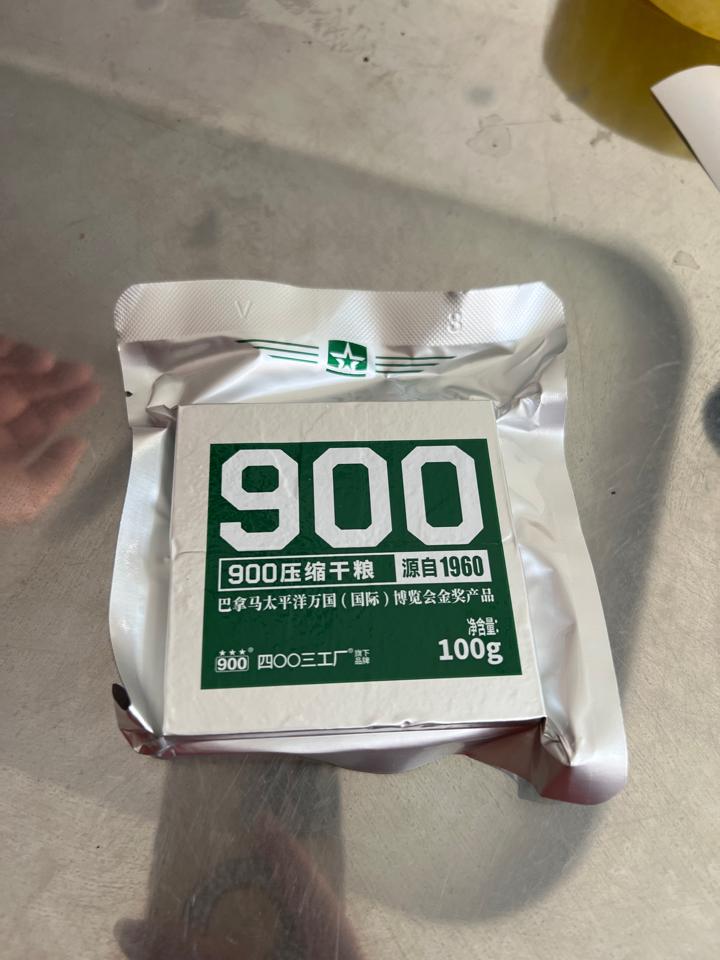 V S
900
900压缩干粮 源自1960
巴拿马太平洋万国(国际)博览会金奖产品
净含量:
100g
900® 四〇〇三工厂® 旗下品牌